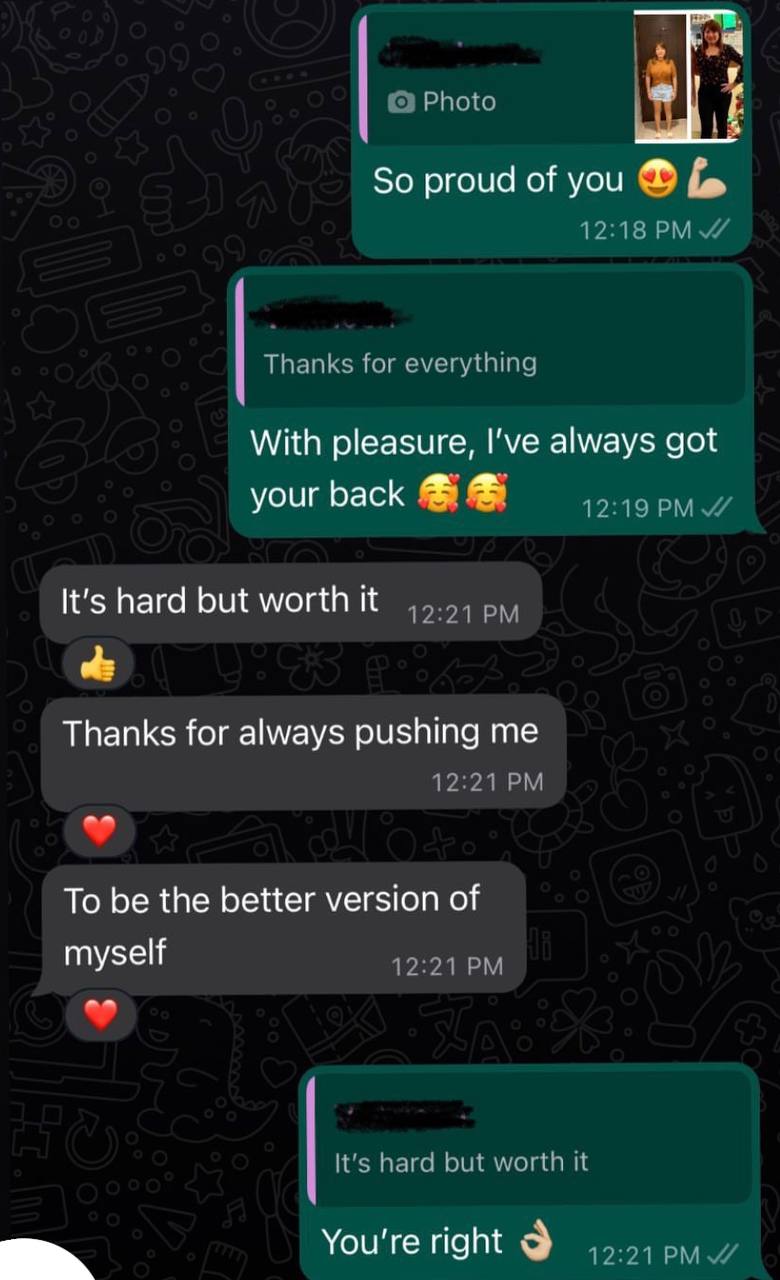 Photo
So proud of you 😍💪🏼
12:18 PM
Thanks for everything
With pleasure, I've always got
your back 🥰🥰 12:19 PM
It's hard but worth it 12:21 PM
👍
Thanks for always pushing me
12:21 PM
❤️
To be the better version of
myself 12:21 PM
❤️
It's hard but worth it
You're right 👌🏼 12:21 PM